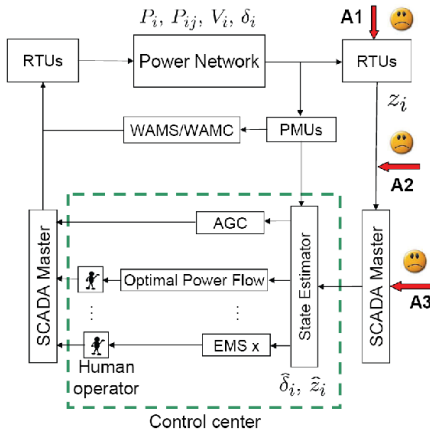 P_i, P_ij, V_i, δ_i
A1
RTUs
Power Network
RTUs
z_i
WAMS/WAMC
PMUs
A2
SCADA Master
AGC
State Estimator
SCADA Master
Optimal Power Flow
A3
⋮ ⋮
EMS x
Human
operator
δ̂_i, ẑ_i
Control center